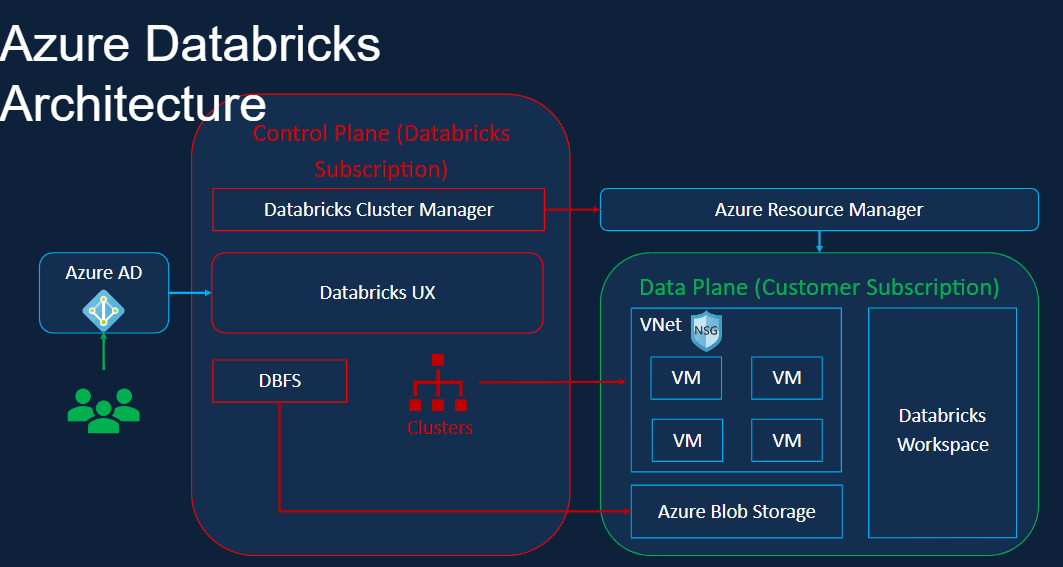 Azure Databricks
Architecture
Control Plane (Databricks
Subscription)
Databricks Cluster Manager
Azure Resource Manager
Azure AD
Databricks UX
Data Plane (Customer Subscription)
VNet
NSG
DBFS
Clusters
VM
VM
VM
VM
Databricks
Workspace
Azure Blob Storage